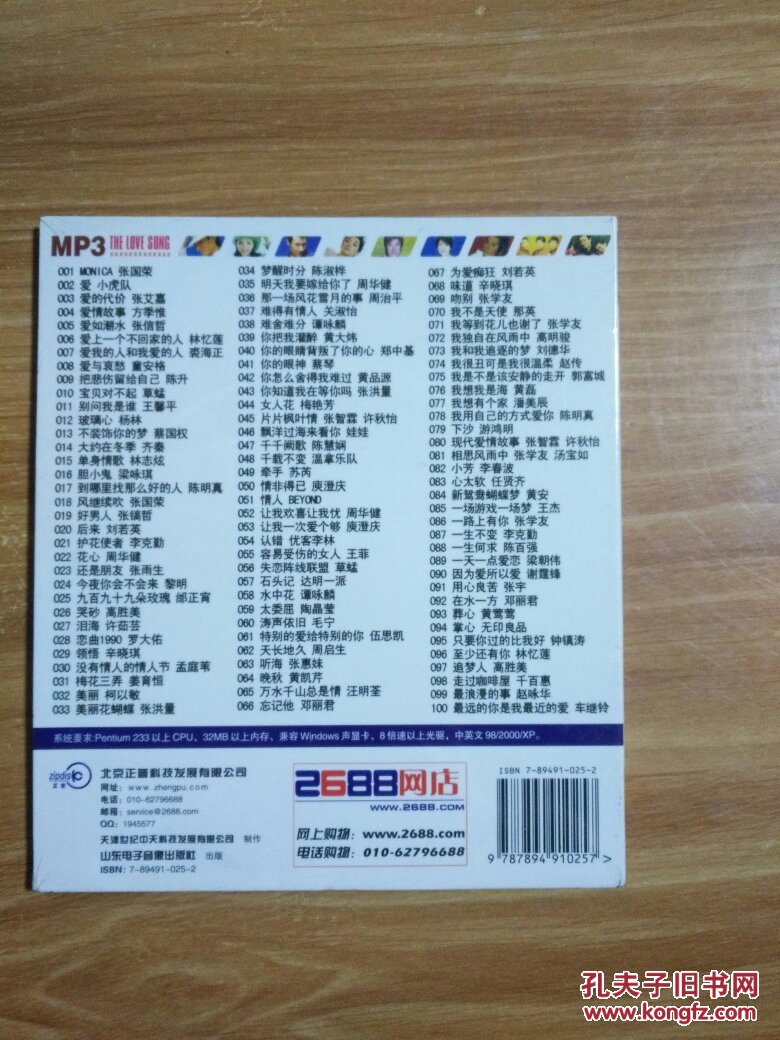 MP3 THE LOVE SONG
001 MONICA 张国荣
002 爱 小虎队
003 爱的代价 张艾嘉
004 爱情故事 方季惟
005 爱如潮水 张信哲
006 爱上一个不回家的人 林忆莲
007 爱我的人和我爱的人 裘海正
008 爱与哀愁 童安格
009 把悲伤留给自己 陈升
010 宝贝对不起 草蜢
011 别问我是谁 王馨平
012 玻璃心 杨林
013 不装饰你的梦 蔡国权
014 大约在冬季 齐秦
015 单身情歌 林志炫
016 胆小鬼 梁咏琪
017 到哪里找那么好的人 陈明真
018 风继续吹 张国荣
019 好男人 张镐哲
020 后来 刘若英
021 护花使者 李克勤
022 花心 周华健
023 还是朋友 张雨生
024 今夜你会不会来 黎明
025 九百九十九朵玫瑰 邰正宵
026 哭砂 高胜美
027 泪海 许茹芸
028 恋曲1990 罗大佑
029 领悟 辛晓琪
030 没有情人的情人节 孟庭苇
031 梅花三弄 姜育恒
032 美丽 柯以敏
033 美丽花蝴蝶 张洪量
034 梦醒时分 陈淑桦
035 明天我要嫁给你了 周华健
036 那一场风花雪月的事 周治平
037 难得有情人 关淑怡
038 难舍难分 谭咏麟
039 你把我灌醉 黄大炜
040 你的眼睛背叛了你的心 郑中基
041 你的眼神 蔡琴
042 你怎么舍得我难过 黄品源
043 你知道我在等你吗 张洪量
044 女人花 梅艳芳
045 片片枫叶情 张智霖 许秋怡
046 飘洋过海来看你 娃娃
047 千千阙歌 陈慧娴
048 千载不变 温拿乐队
049 牵手 苏芮
050 情非得已 庾澄庆
051 情人 BEYOND
052 让我欢喜让我忧 周华健
053 让我一次爱个够 庾澄庆
054 认错 优客李林
055 容易受伤的女人 王菲
056 失恋阵线联盟 草蜢
057 石头记 达明一派
058 水中花 谭咏麟
059 太委屈 陶晶莹
060 涛声依旧 毛宁
061 特别的爱给特别的你 伍思凯
062 天长地久 周启生
063 听海 张惠妹
064 晚秋 黄凯芹
065 万水千山总是情 汪明荃
066 忘记他 邓丽君
067 为爱痴狂 刘若英
068 味道 辛晓琪
069 吻别 张学友
070 我不是天使 那英
071 我等到花儿也谢了 张学友
072 我独自在风雨中 高明骏
073 我和我追逐的梦 刘德华
074 我很丑可是我很温柔 赵传
075 我是不是该安静的走开 郭富城
076 我想是海 黄磊
077 我想有个家 潘美辰
078 我用自己的方式爱你 陈明真
079 下沙 游鸿明
080 现代爱情故事 张智霖 许秋怡
081 相思风雨中 张学友 汤宝如
082 小芳 李春波
083 心太软 任贤齐
084 新鸳鸯蝴蝶梦 黄安
085 一场游戏一场梦 王杰
086 一路上有你 张学友
087 一生不变 李克勤
088 一生何求 陈百强
089 一天一点爱恋 梁朝伟
090 因为爱所以爱 谢霆锋
091 用心良苦 张宇
092 在水一方 邓丽君
093 葬心 黄莺莺
094 掌心 无印良品
095 只要你过的比我好 钟镇涛
096 至少还有你 林忆莲
097 追梦人 高胜美
098 走过咖啡屋 千百惠
099 最浪漫的事 赵咏华
100 最远的你是我最近的爱 车继铃
系统要求:Pentium 233以上CPU、32MB以上内存、兼容Windows声显卡、8倍速以上光驱，中英文98/2000/XP。
zipdisc
正普
北京正普科技发展有限公司
网址：www.zhengpu.com
电话：010-62796688
邮箱：service@2688.com
QQ：1945577
天津世纪中天科技发展有限公司 制作
山东电子音像出版社 出版
ISBN：7-89491-025-2
2688网店
www.2688.COM
网上购物：www.2688.com
电话购物：010-62796688
ISBN 7-89491-025-2
9 787894 910257 >
孔夫子旧书网
www.kongfz.com